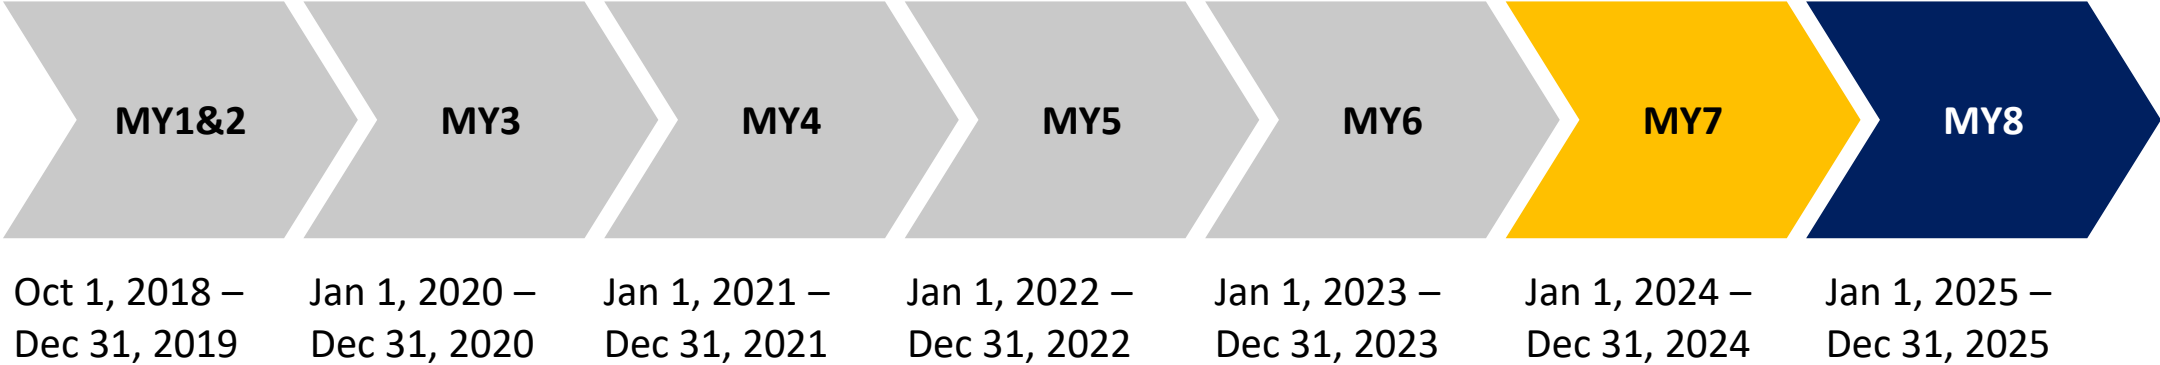 MY1&2
MY3
MY4
MY5
MY6
MY7
MY8
Oct 1, 2018 –
Dec 31, 2019
Jan 1, 2020 –
Dec 31, 2020
Jan 1, 2021 –
Dec 31, 2021
Jan 1, 2022 –
Dec 31, 2022
Jan 1, 2023 –
Dec 31, 2023
Jan 1, 2024 –
Dec 31, 2024
Jan 1, 2025 –
Dec 31, 2025